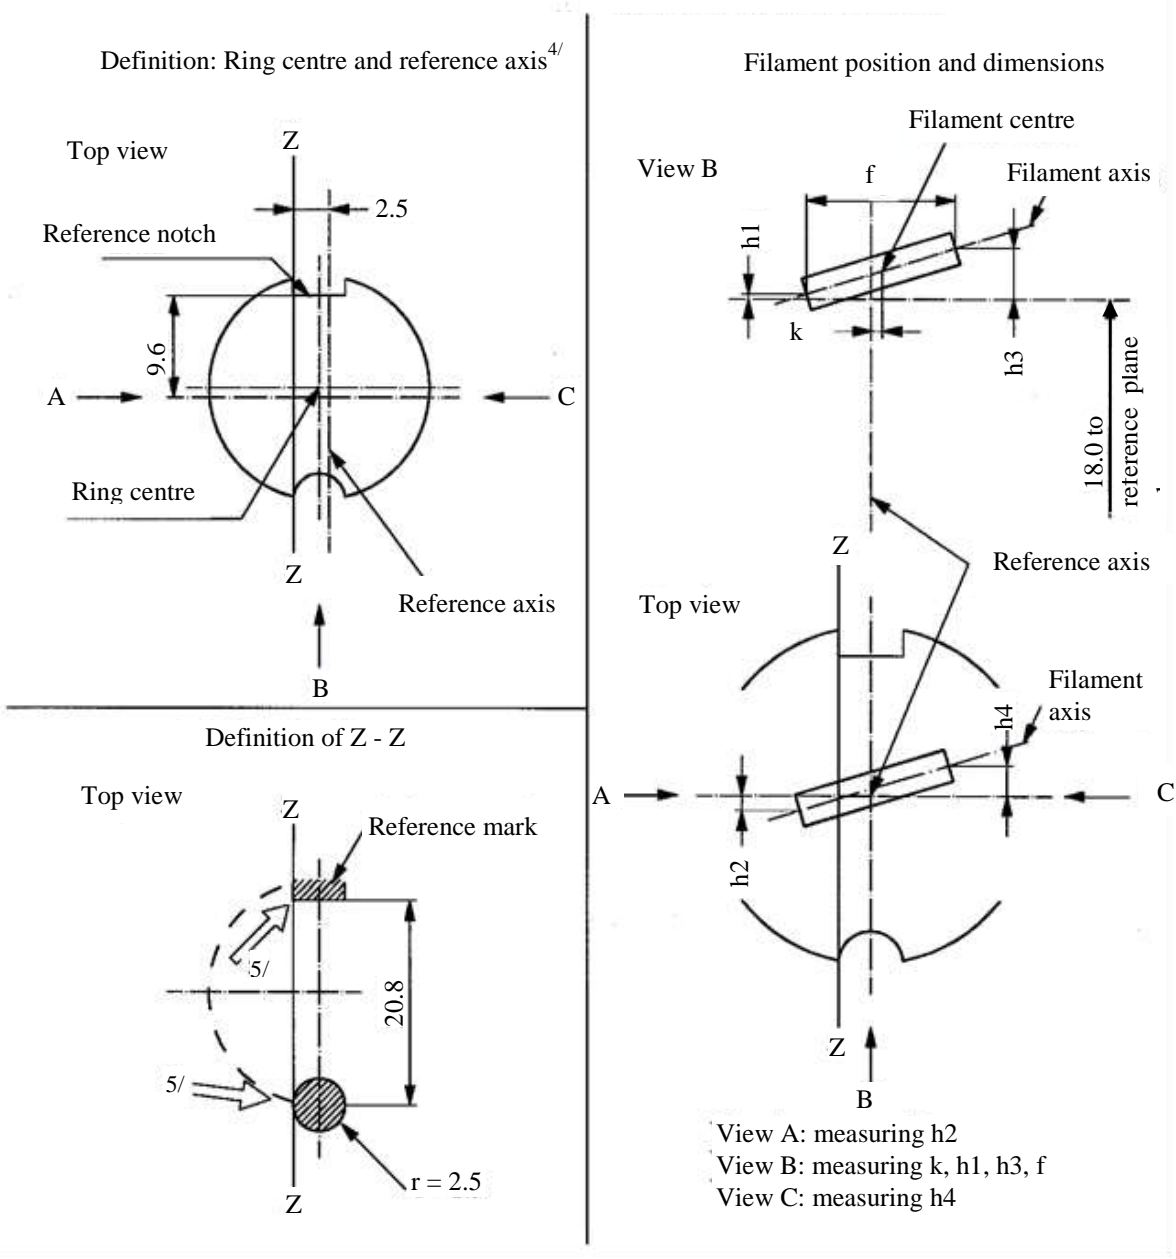 Definition: Ring centre and reference axis4/
Top view
Z
2.5
Reference notch
9.6
A
C
Ring centre
Z
Reference axis
B
Definition of Z - Z
Top view
Z
Reference mark
5/
20.8
5/
r = 2.5
Z
Filament position and dimensions
Filament centre
View B
f
Filament axis
h1
k
h3
18.0 to
reterence plane
Z
Reference axis
Top view
Filament
axis
h4
A
C
h2
Z
B
View A: measuring h2
View B: measuring k, h1, h3, f
View C: measuring h4